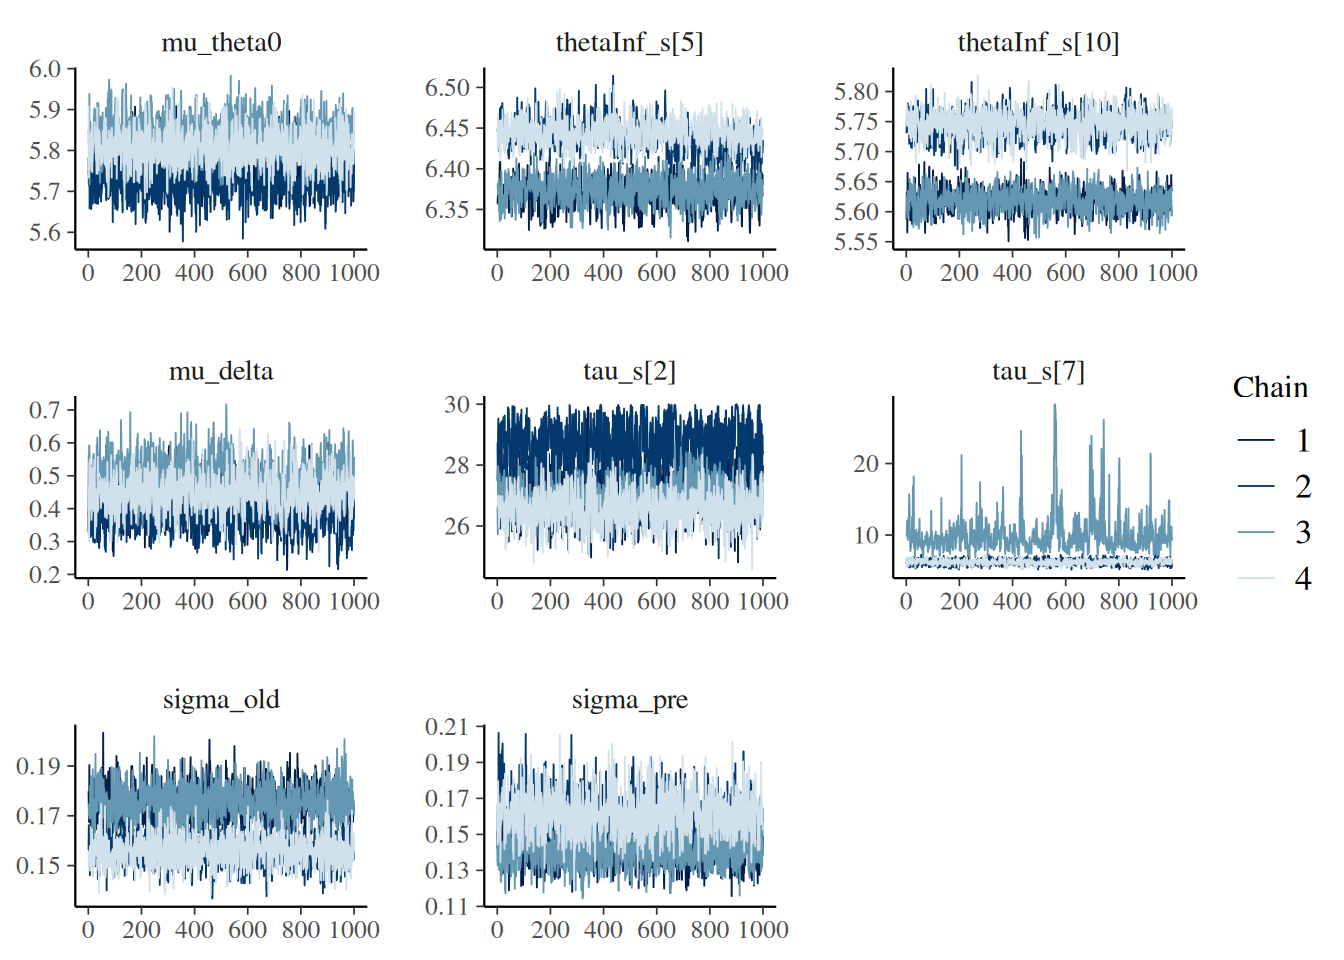 mu_theta0
6.0
5.9
5.8
5.7
5.6
0 200 400 600 800 1000
thetaInf_s[5]
6.50
6.45
6.40
6.35
0 200 400 600 800 1000
thetaInf_s[10]
5.80
5.75
5.70
5.65
5.60
5.55
0 200 400 600 800 1000
mu_delta
0.7
0.6
0.5
0.4
0.3
0.2
0 200 400 600 800 1000
tau_s[2]
30
28
26
0 200 400 600 800 1000
tau_s[7]
20
10
0 200 400 600 800 1000
Chain
1
2
3
4
sigma_old
0.19
0.17
0.15
0 200 400 600 800 1000
sigma_pre
0.21
0.19
0.17
0.15
0.13
0.11
0 200 400 600 800 1000